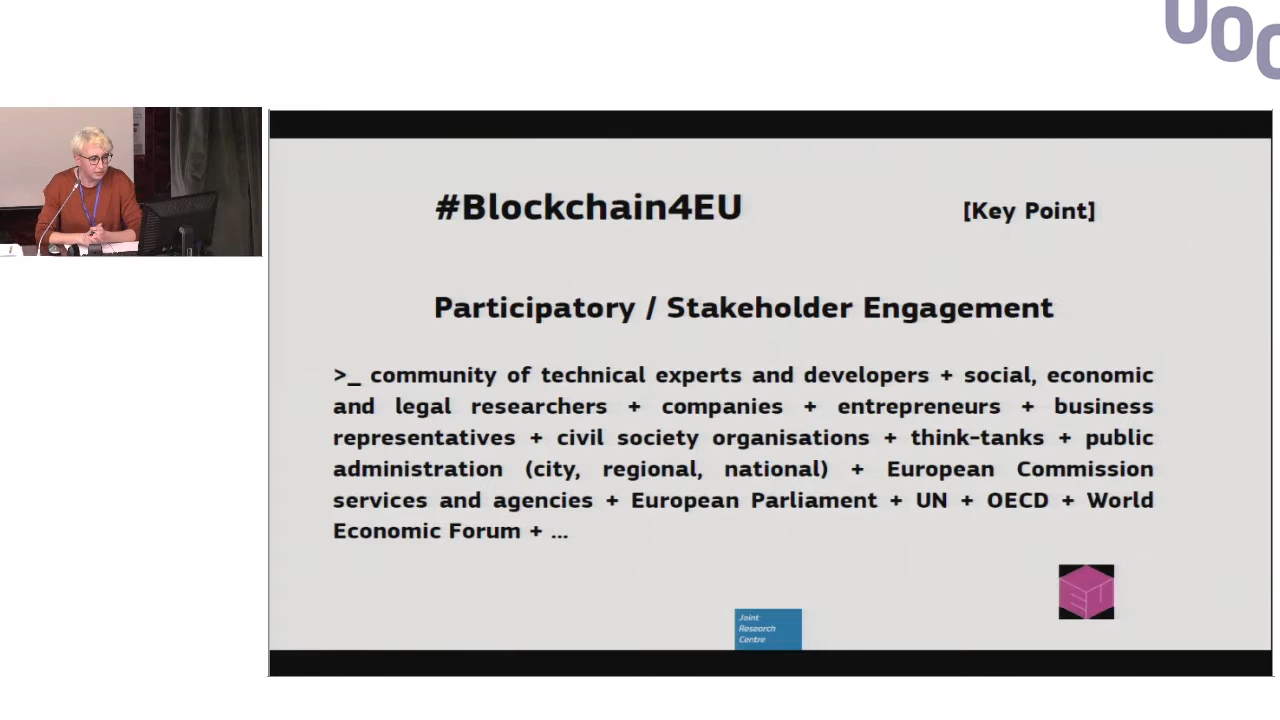 UOC
#Blockchain4EU
[Key Point]
Participatory / Stakeholder Engagement
>_ community of technical experts and developers + social, economic
and legal researchers + companies + entrepreneurs + business
representatives + civil society organisations + think-tanks + public
administration (city, regional, national) + European Commission
services and agencies + European Parliament + UN + OECD + World
Economic Forum + ...
EU
Joint
Research
Centre